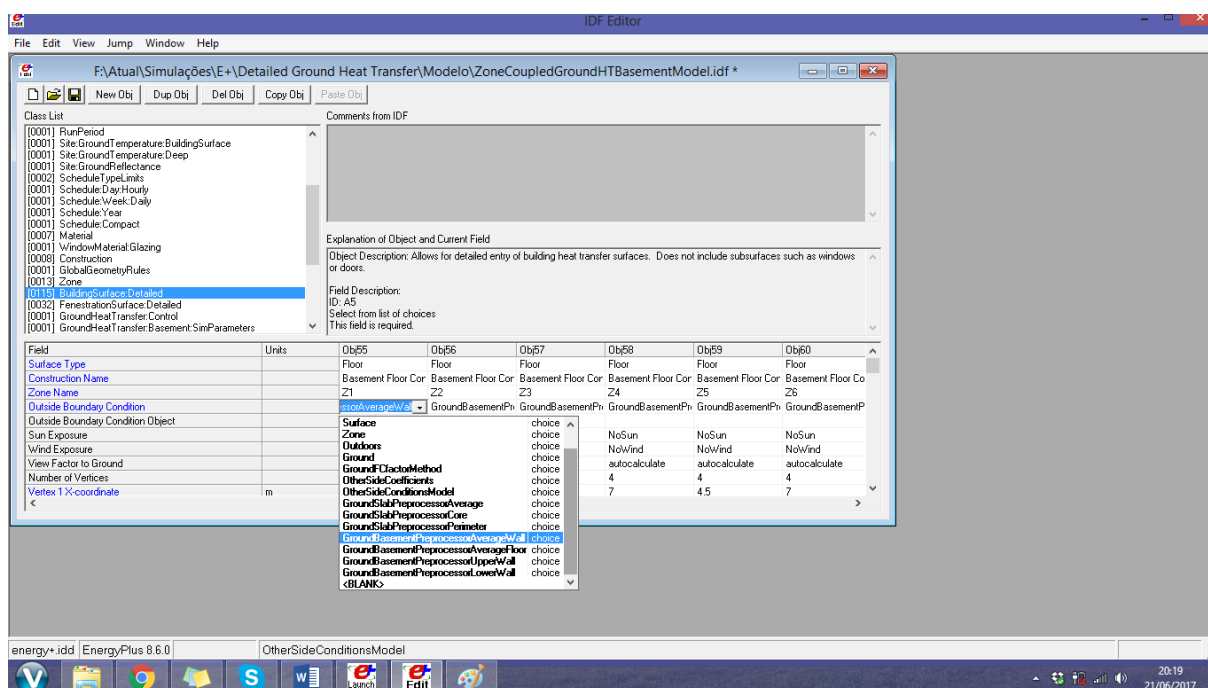 IDF Editor
File Edit View Jump Window Help
F:\Atual\Simulações\E+\Detailed Ground Heat Transfer\Modelo\ZoneCoupledGroundHTBasementModel.idf *
New Obj Dup Obj Del Obj Copy Obj Paste Obj
Class List
Comments from IDF
[0001] RunPeriod
[0001] Site:GroundTemperature:BuildingSurface
[0001] Site:GroundTemperature:Deep
[0001] Site:GroundReflectance
[0002] ScheduleTypeLimits
[0001] Schedule:Day:Hourly
[0001] Schedule:Week:Daily
[0001] Schedule:Year
[0001] Schedule:Compact
[0007] Material
[0001] WindowMaterial:Glazing
[0008] Construction
[0001] GlobalGeometryRules
[0013] Zone
[0115] BuildingSurface:Detailed
[0032] FenestrationSurface:Detailed
[0001] GroundHeatTransfer:Control
[0001] GroundHeatTransfer:Basement:SimParameters
Explanation of Object and Current Field
Object Description: Allows for detailed entry of building heat transfer surfaces. Does not include subsurfaces such as windows
or doors.
Field Description:
ID: A5
Select from list of choices
This field is required.
Field Units Obj55 Obj56 Obj57 Obj58 Obj59 Obj60
Surface Type Floor Floor Floor Floor Floor Floor
Construction Name Basement Floor Cor Basement Floor Cor Basement Floor Cor Basement Floor Cor Basement Floor Cor Basement Floor Co
Zone Name Z1 Z2 Z3 Z4 Z5 Z6
Outside Boundary Condition essorAverageWal GroundBasementPr GroundBasementPr GroundBasementPr GroundBasementPr GroundBasementP
Outside Boundary Condition Object
Sun Exposure NoSun NoSun NoSun
Wind Exposure NoWind NoWind NoWind
View Factor to Ground autocalculate autocalculate autocalculate
Number of Vertices 4 4 4
Vertex 1 X-coordinate m 7 4.5 7
Surface choice
Zone choice
Outdoors choice
Ground choice
GroundFCfactorMethod choice
OtherSideCoefficients choice
OtherSideConditionsModel choice
GroundSlabPreprocessorAverage choice
GroundSlabPreprocessorCore choice
GroundSlabPreprocessorPerimeter choice
GroundBasementPreprocessorAverageWall choice
GroundBasementPreprocessorAverageFloor choice
GroundBasementPreprocessorUpperWall choice
GroundBasementPreprocessorLowerWall choice
<BLANK>
energy+.idd EnergyPlus 8.6.0 OtherSideConditionsModel
Launch Edit
20:19
21/06/2017